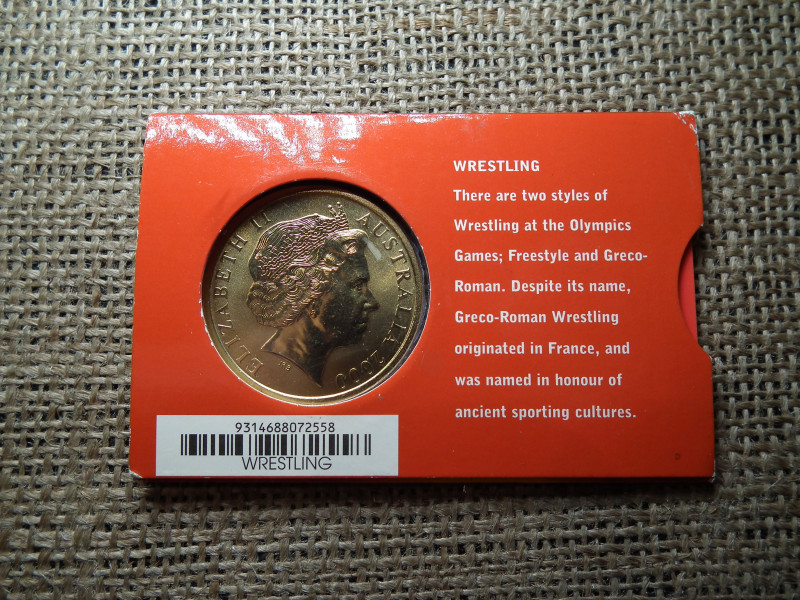 WRESTLING
There are two styles of
Wrestling at the Olympics
Games; Freestyle and Greco-
Roman. Despite its name,
Greco-Roman Wrestling
originated in France, and
was named in honour of
ancient sporting cultures.
ELIZABETH II AUSTRALIA 2000
IRB
9314688072558
WRESTLING